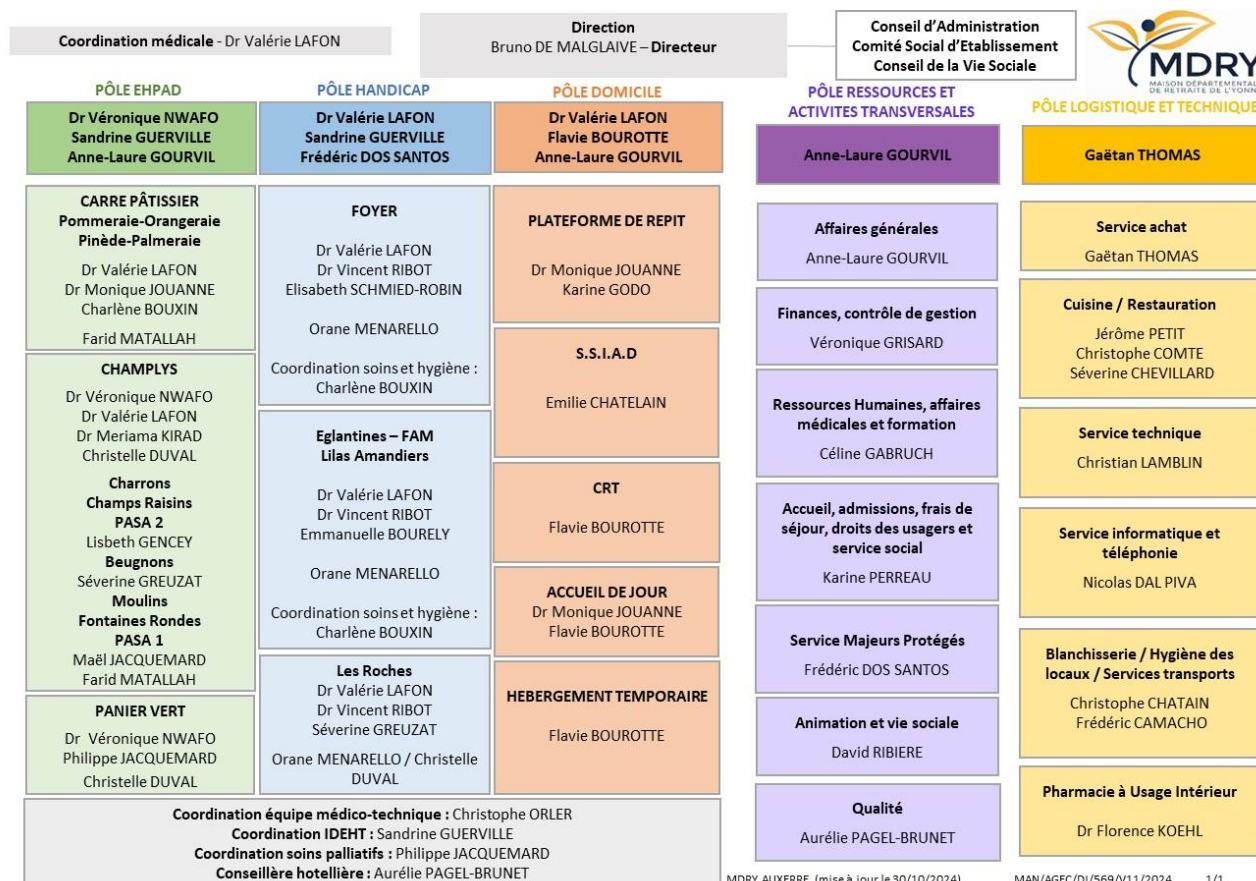 Coordination médicale - Dr Valérie LAFON
Direction
Bruno DE MALGLAIVE – Directeur
Conseil d'Administration
Comité Social d'Etablissement
Conseil de la Vie Sociale
MDRY
MAISON DÉPARTEMENTALE
DE RETRAITE DE L'YONNE
PÔLE EHPAD
Dr Véronique NWAFO
Sandrine GUERVILLE
Anne-Laure GOURVIL
CARRE PÂTISSIER
Pommeraie-Orangeraie
Pinède-Palmeraie
Dr Valérie LAFON
Dr Monique JOUANNE
Charlène BOUXIN
Farid MATALLAH
CHAMPLYS
Dr Véronique NWAFO
Dr Valérie LAFON
Dr Meriama KIRAD
Christelle DUVAL
Charrons
Champs Raisins
PASA 2
Lisbeth GENCEY
Beugnons
Séverine GREUZAT
Moulins
Fontaines Rondes
PASA 1
Maël JACQUEMARD
Farid MATALLAH
PANIER VERT
Dr Véronique NWAFO
Philippe JACQUEMARD
Christelle DUVAL
PÔLE HANDICAP
Dr Valérie LAFON
Sandrine GUERVILLE
Frédéric DOS SANTOS
FOYER
Dr Valérie LAFON
Dr Vincent RIBOT
Elisabeth SCHMIED-ROBIN
Orane MENARELLO
Coordination soins et hygiène :
Charlène BOUXIN
Eglantines – FAM
Lilas Amandiers
Dr Valérie LAFON
Dr Vincent RIBOT
Emmanuelle BOURELY
Orane MENARELLO
Coordination soins et hygiène :
Charlène BOUXIN
Les Roches
Dr Valérie LAFON
Dr Vincent RIBOT
Séverine GREUZAT
Orane MENARELLO / Christelle
DUVAL
PÔLE DOMICILE
Dr Valérie LAFON
Flavie BOUROTTE
Anne-Laure GOURVIL
PLATEFORME DE REPIT
Dr Monique JOUANNE
Karine GODO
S.S.I.A.D
Emilie CHATELAIN
CRT
Flavie BOUROTTE
ACCUEIL DE JOUR
Dr Monique JOUANNE
Flavie BOUROTTE
HEBERGEMENT TEMPORAIRE
Flavie BOUROTTE
PÔLE RESSOURCES ET
ACTIVITES TRANSVERSALES
Anne-Laure GOURVIL
Affaires générales
Anne-Laure GOURVIL
Finances, contrôle de gestion
Véronique GRISARD
Ressources Humaines, affaires
médicales et formation
Céline GABRUCH
Accueil, admissions, frais de
séjour, droits des usagers et
service social
Karine PERREAU
Service Majeurs Protégés
Frédéric DOS SANTOS
Animation et vie sociale
David RIBIERE
Qualité
Aurélie PAGEL-BRUNET
PÔLE LOGISTIQUE ET TECHNIQUE
Gaëtan THOMAS
Service achat
Gaëtan THOMAS
Cuisine / Restauration
Jérôme PETIT
Christophe COMTE
Séverine CHEVILLARD
Service technique
Christian LAMBLIN
Service informatique et
téléphonie
Nicolas DAL PIVA
Blanchisserie / Hygiène des
locaux / Services transports
Christophe CHATAIN
Frédéric CAMACHO
Pharmacie à Usage Intérieur
Dr Florence KOEHL
Coordination équipe médico-technique : Christophe ORLER
Coordination IDEHT : Sandrine GUERVILLE
Coordination soins palliatifs : Philippe JACQUEMARD
Conseillère hotellière : Aurélie PAGEL-BRUNET
MDRY AUXERRE (mise à jour le 30/10/2024) MAN/AGEC/DI/569/V11/2024 1/1